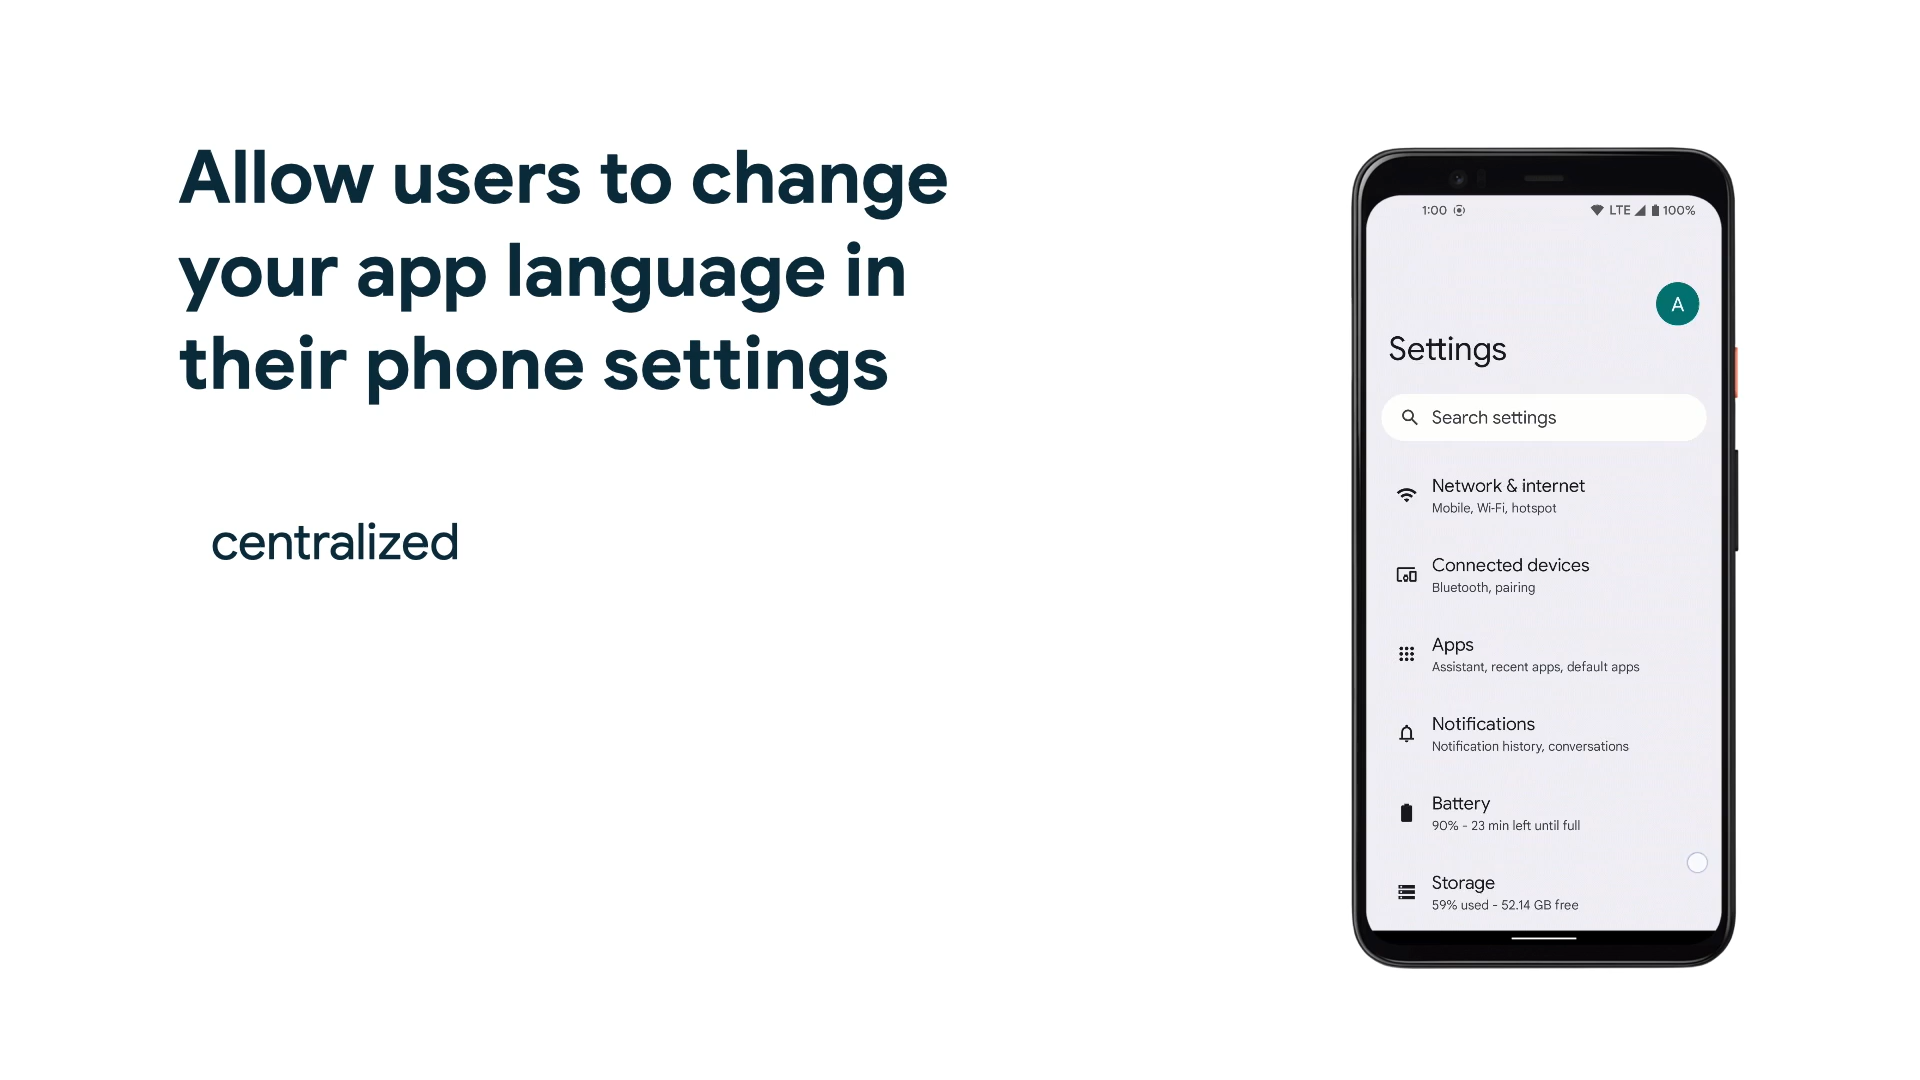 Allow users to change
your app language in
their phone settings
centralized
1:00 LTE 100%
A
Settings
Search settings
Network & internet
Mobile, Wi-Fi, hotspot
Connected devices
Bluetooth, pairing
Apps
Assistant, recent apps, default apps
Notifications
Notification history, conversations
Battery
90% - 23 min left until full
Storage
59% used - 52.14 GB free